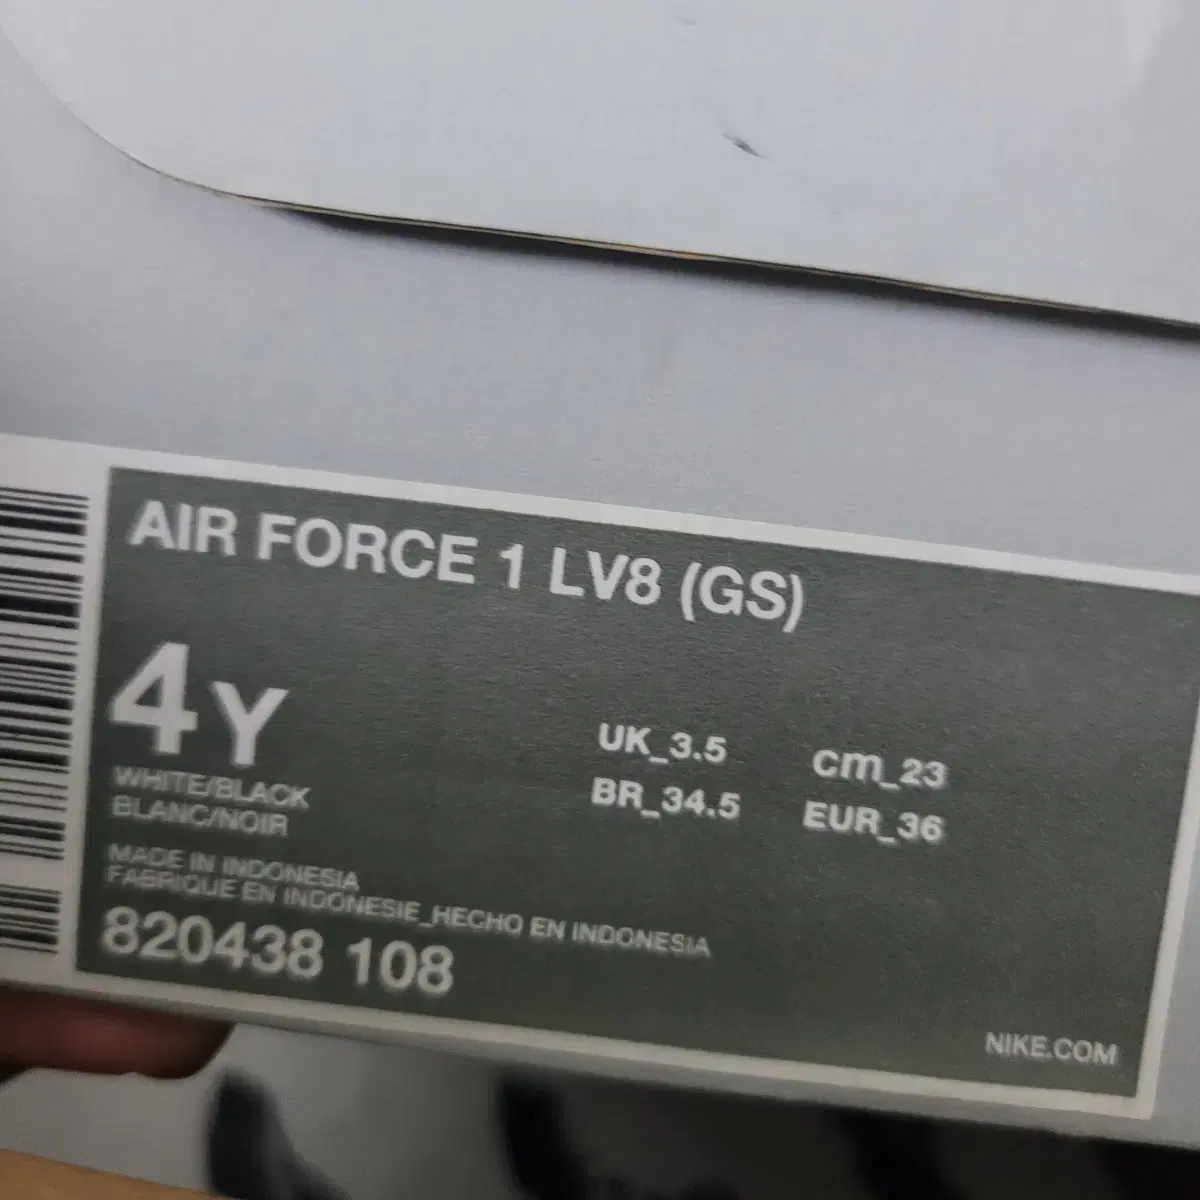 AIR FORCE 1 LV8 (GS)
4Y
UK_3.5 cm_23
BR_34.5 EUR_36
WHITE/BLACK
BLANC/NOIR
MADE IN INDONESIA
FABRIQUE EN INDONESIE_HECHO EN INDONESIA
820438 108
NIKE.COM